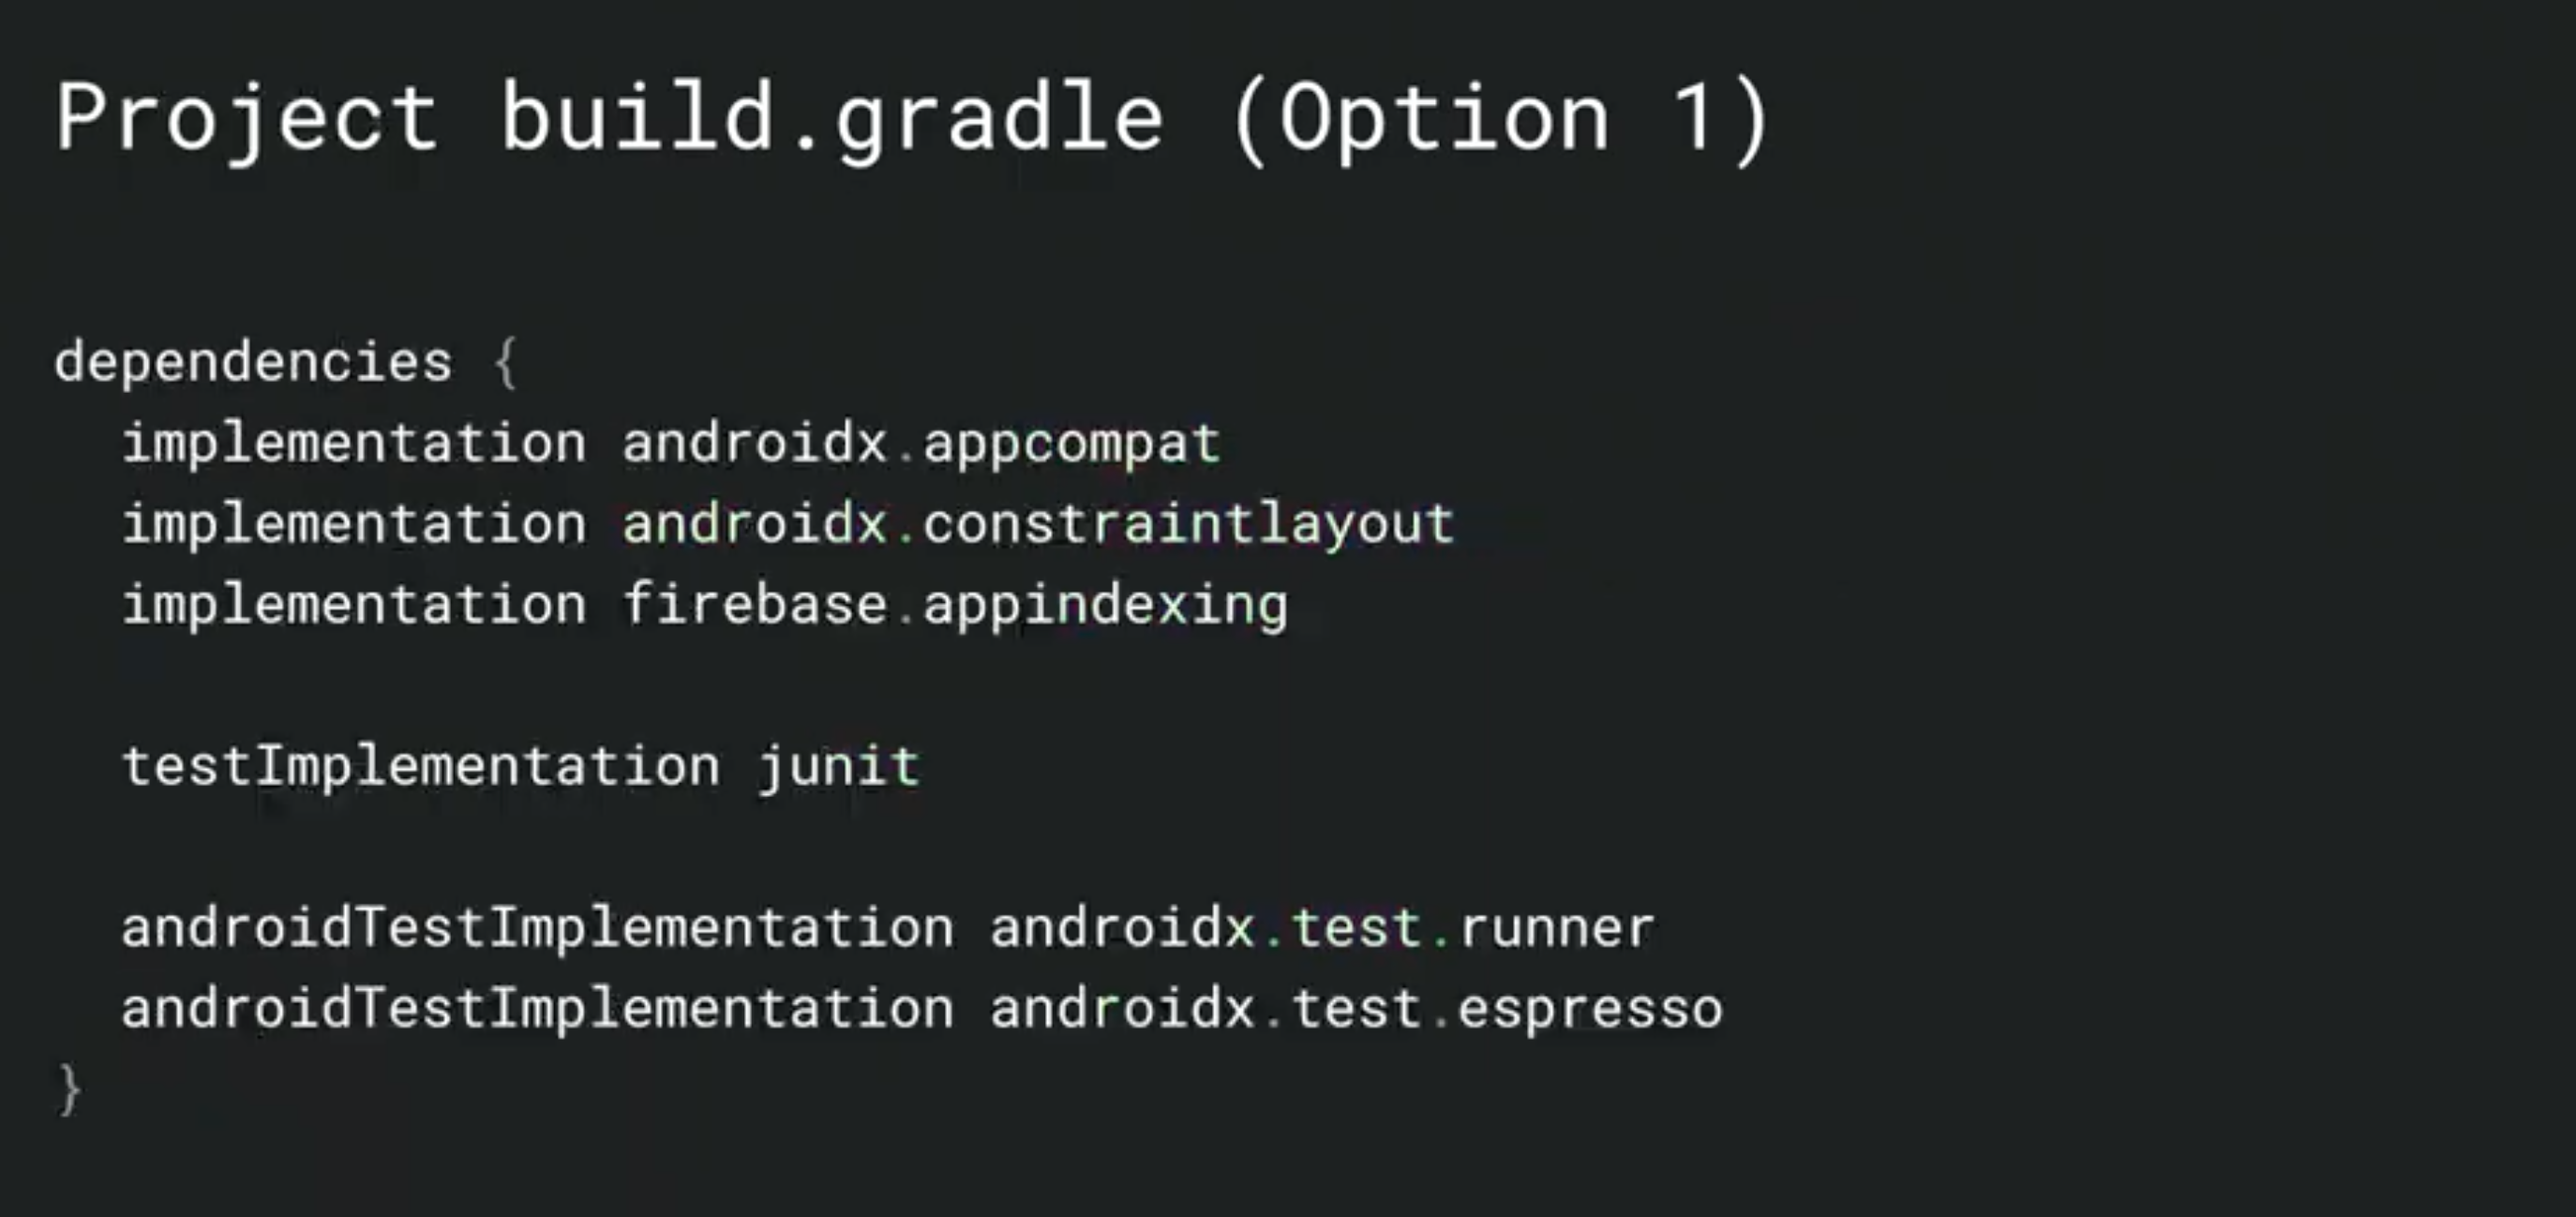 Project build.gradle (Option 1)
dependencies {
implementation androidx.appcompat
implementation androidx.constraintlayout
implementation firebase.appindexing
testImplementation junit
androidTestImplementation androidx.test.runner
androidTestImplementation androidx.test.espresso
}